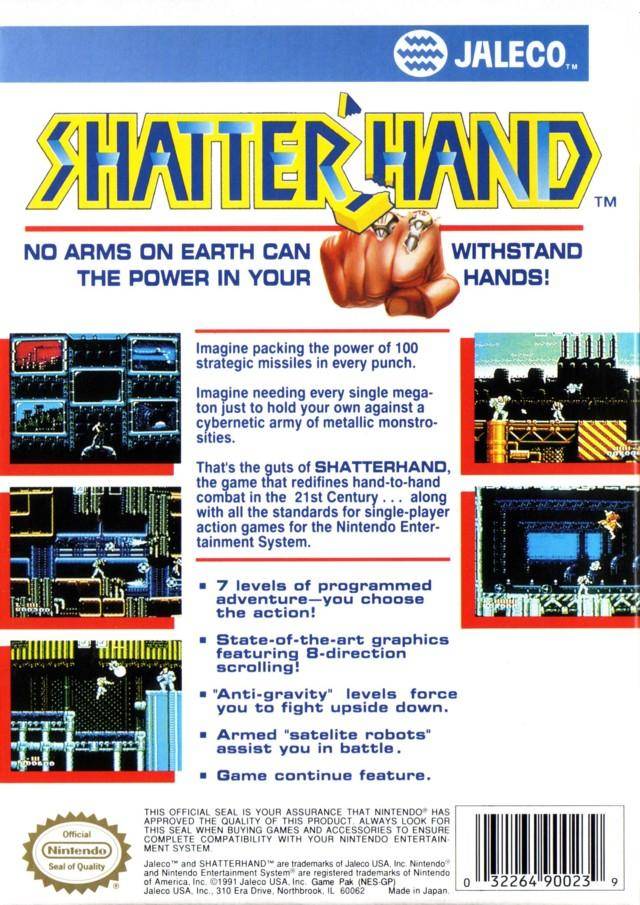 JALECO™
SHATTERHAND™
NO ARMS ON EARTH CAN WITHSTAND
THE POWER IN YOUR HANDS!
Imagine packing the power of 100
strategic missiles in every punch.
Imagine needing every single mega-
ton just to hold your own against a
cybernetic army of metallic monstro-
sities.
That's the guts of SHATTERHAND,
the game that redifines hand-to-hand
combat in the 21st Century . . . along
with all the standards for single-player
action games for the Nintendo Enter-
tainment System.
▪ 7 levels of programmed
adventure—you choose
the action!
▪ State-of-the-art graphics
featuring 8-direction
scrolling!
▪ "Anti-gravity" levels force
you to fight upside down.
▪ Armed "satelite robots"
assist you in battle.
▪ Game continue feature.
Official
Nintendo
Seal of Quality
®
THIS OFFICIAL SEAL IS YOUR ASSURANCE THAT NINTENDO® HAS
APPROVED THE QUALITY OF THIS PRODUCT. ALWAYS LOOK FOR
THIS SEAL WHEN BUYING GAMES AND ACCESSORIES TO ENSURE
COMPLETE COMPATIBILITY WITH YOUR NINTENDO ENTERTAIN-
MENT SYSTEM.
Jaleco™ and SHATTERHAND™ are trademarks of Jaleco USA, Inc. Nintendo®
and Nintendo Entertainment System® are registered trademarks of Nintendo
of America, Inc. ©1991 Jaleco USA, Inc. Game Pak (NES-GP)
Jaleco USA, Inc., 310 Era Drive, Northbrook, IL 60062 Made in Japan
0 32264 90023 9